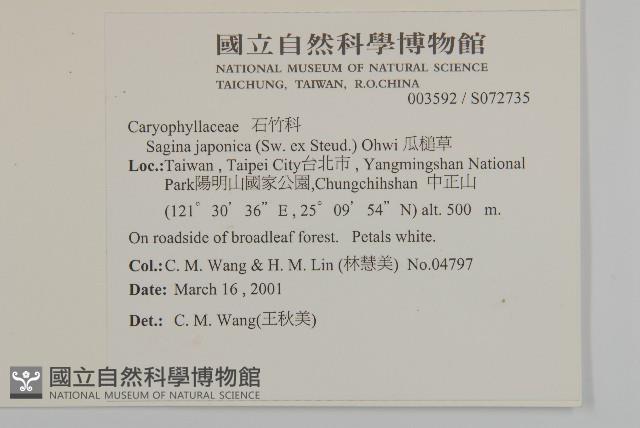 國立自然科學博物館
NATIONAL MUSEUM OF NATURAL SCIENCE
TAICHUNG, TAIWAN, R.O.CHINA
003592 / S072735
Caryophyllaceae 石竹科
Sagina japonica (Sw. ex Steud.) Ohwi 瓜槌草
Loc.:Taiwan , Taipei City台北市 , Yangmingshan National
Park陽明山國家公園,Chungchihshan 中正山
(121° 30’ 36” E , 25° 09’ 54” N) alt. 500 m.
On roadside of broadleaf forest. Petals white.
Col.: C. M. Wang & H. M. Lin (林慧美) No.04797
Date: March 16 , 2001
Det.: C. M. Wang(王秋美)
國立自然科學博物館
NATIONAL MUSEUM OF NATURAL SCIENCE